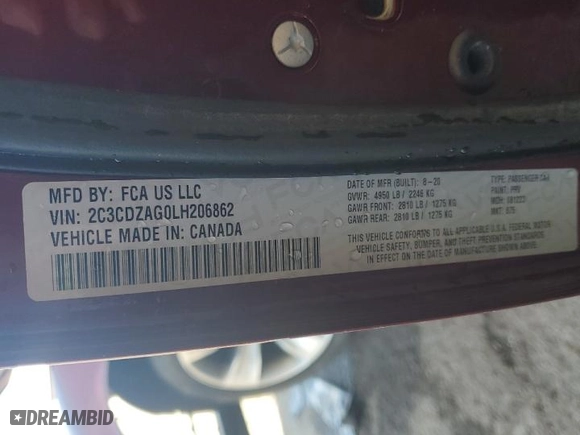 MFD BY: FCA US LLC
VIN: 2C3CDZAG0LH206862
VEHICLE MADE IN: CANADA
DATE OF MFR (BUILT): 8-20
GVWR: 4950 LB / 2246 KG
GAWR FRONT: 2810 LB / 1275 KG
GAWR REAR: 2810 LB / 1275 KG
TYPE: PASSENGER CAR
PNT: PRV
MDH:
VEHICLE CONFORMS TO ALL APPLICABLE U.S.A. FEDERAL MOTOR
VEHICLE SAFETY, BUMPER, AND THEFT PREVENTION STANDARDS
IN EFFECT ON THE DATE OF MANUFACTURE SHOWN ABOVE.
DREAMBID